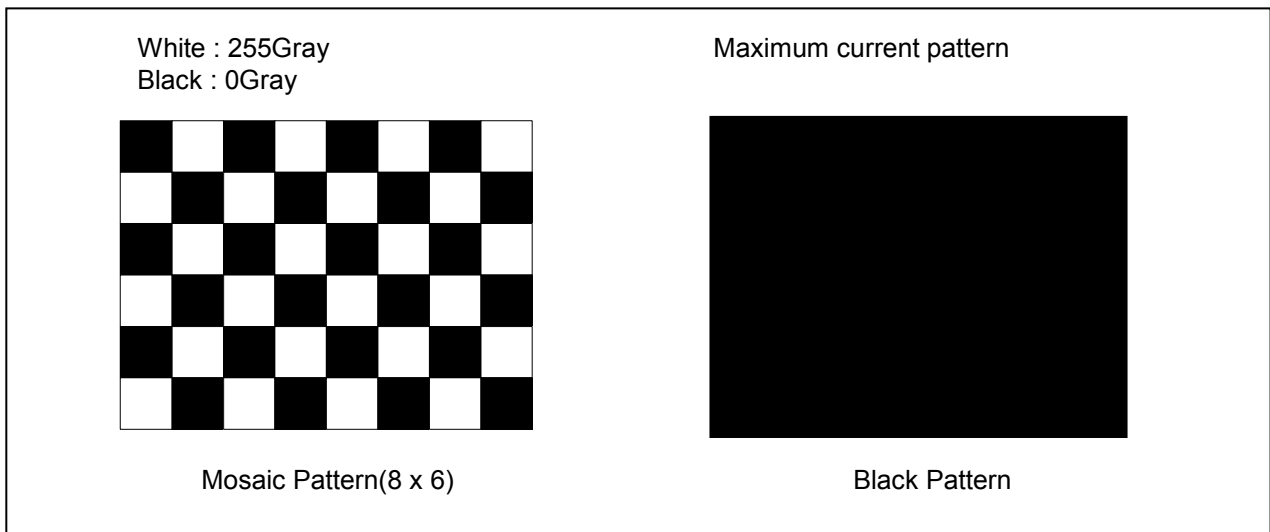 White : 255Gray
Black : 0Gray
Maximum current pattern
Mosaic Pattern(8 x 6)
Black Pattern